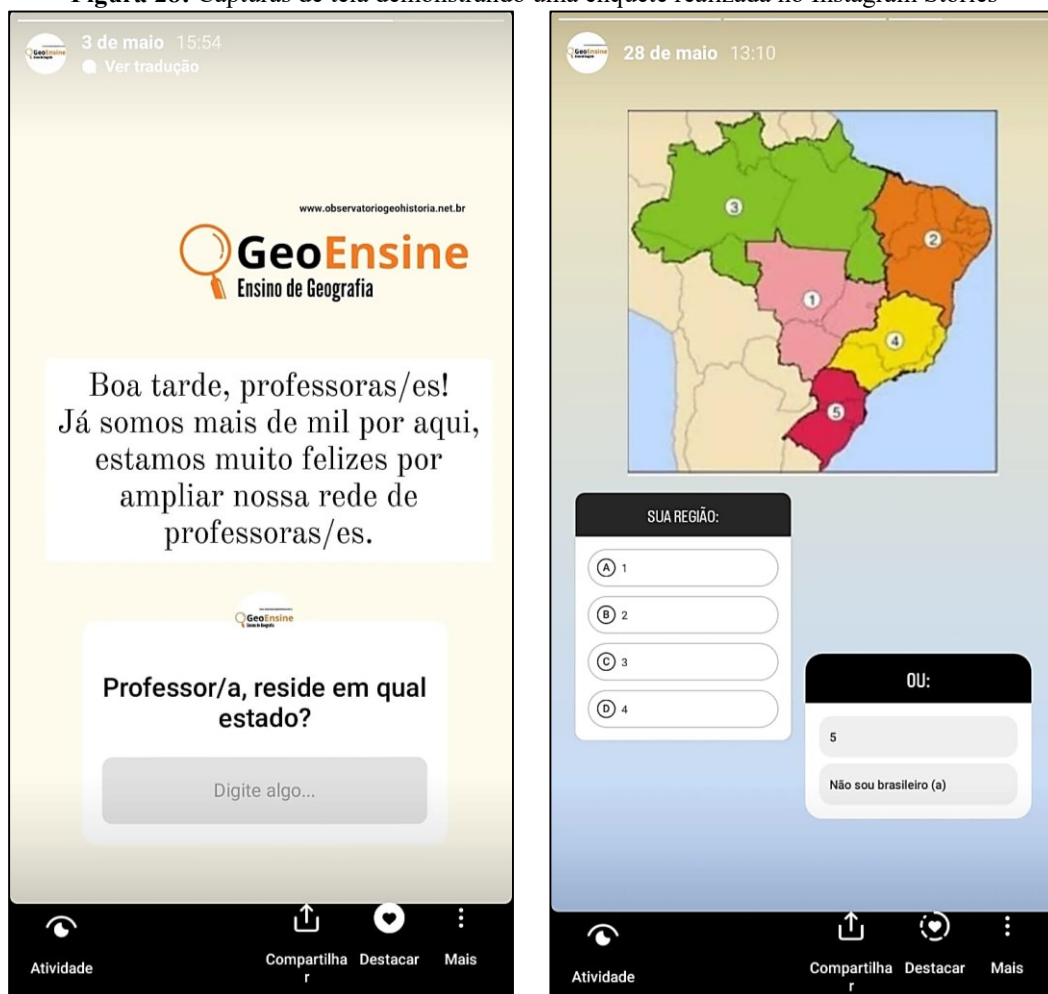 Figura 28: Capturas de tela demonstrando uma enquete realizada no Instagram Stories
3 de maio 15:54
Ver tradução
www.observatoriogeohistoria.net.br
GeoEnsine
Ensino de Geografia
Boa tarde, professoras/es!
Já somos mais de mil por aqui,
estamos muito felizes por
ampliar nossa rede de
professoras/es.
GeoEnsine
Professor/a, reside em qual
estado?
Digite algo...
Atividade
Compartilha
r
Destacar
Mais
GeoEnsine
28 de maio 13:10
3
2
1
4
5
SUA REGIÃO:
A 1
B 2
C 3
D 4
OU:
5
Não sou brasileiro (a)
Atividade
Compartilha
r
Destacar
Mais